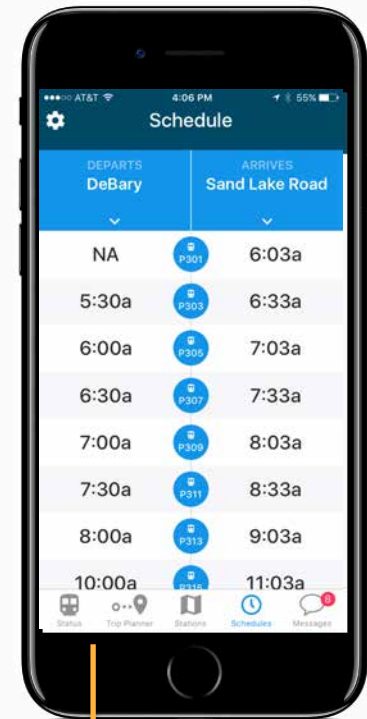 AT&T 4:06 PM 55%
Schedule
DEPARTS ARRIVES
DeBary Sand Lake Road
NA P301 6:03a
5:30a P303 6:33a
6:00a P305 7:03a
6:30a P307 7:33a
7:00a P309 8:03a
7:30a P311 8:33a
8:00a P313 9:03a
10:00a P315 11:03a
8
Status Trip Planner Stations Schedules Messages